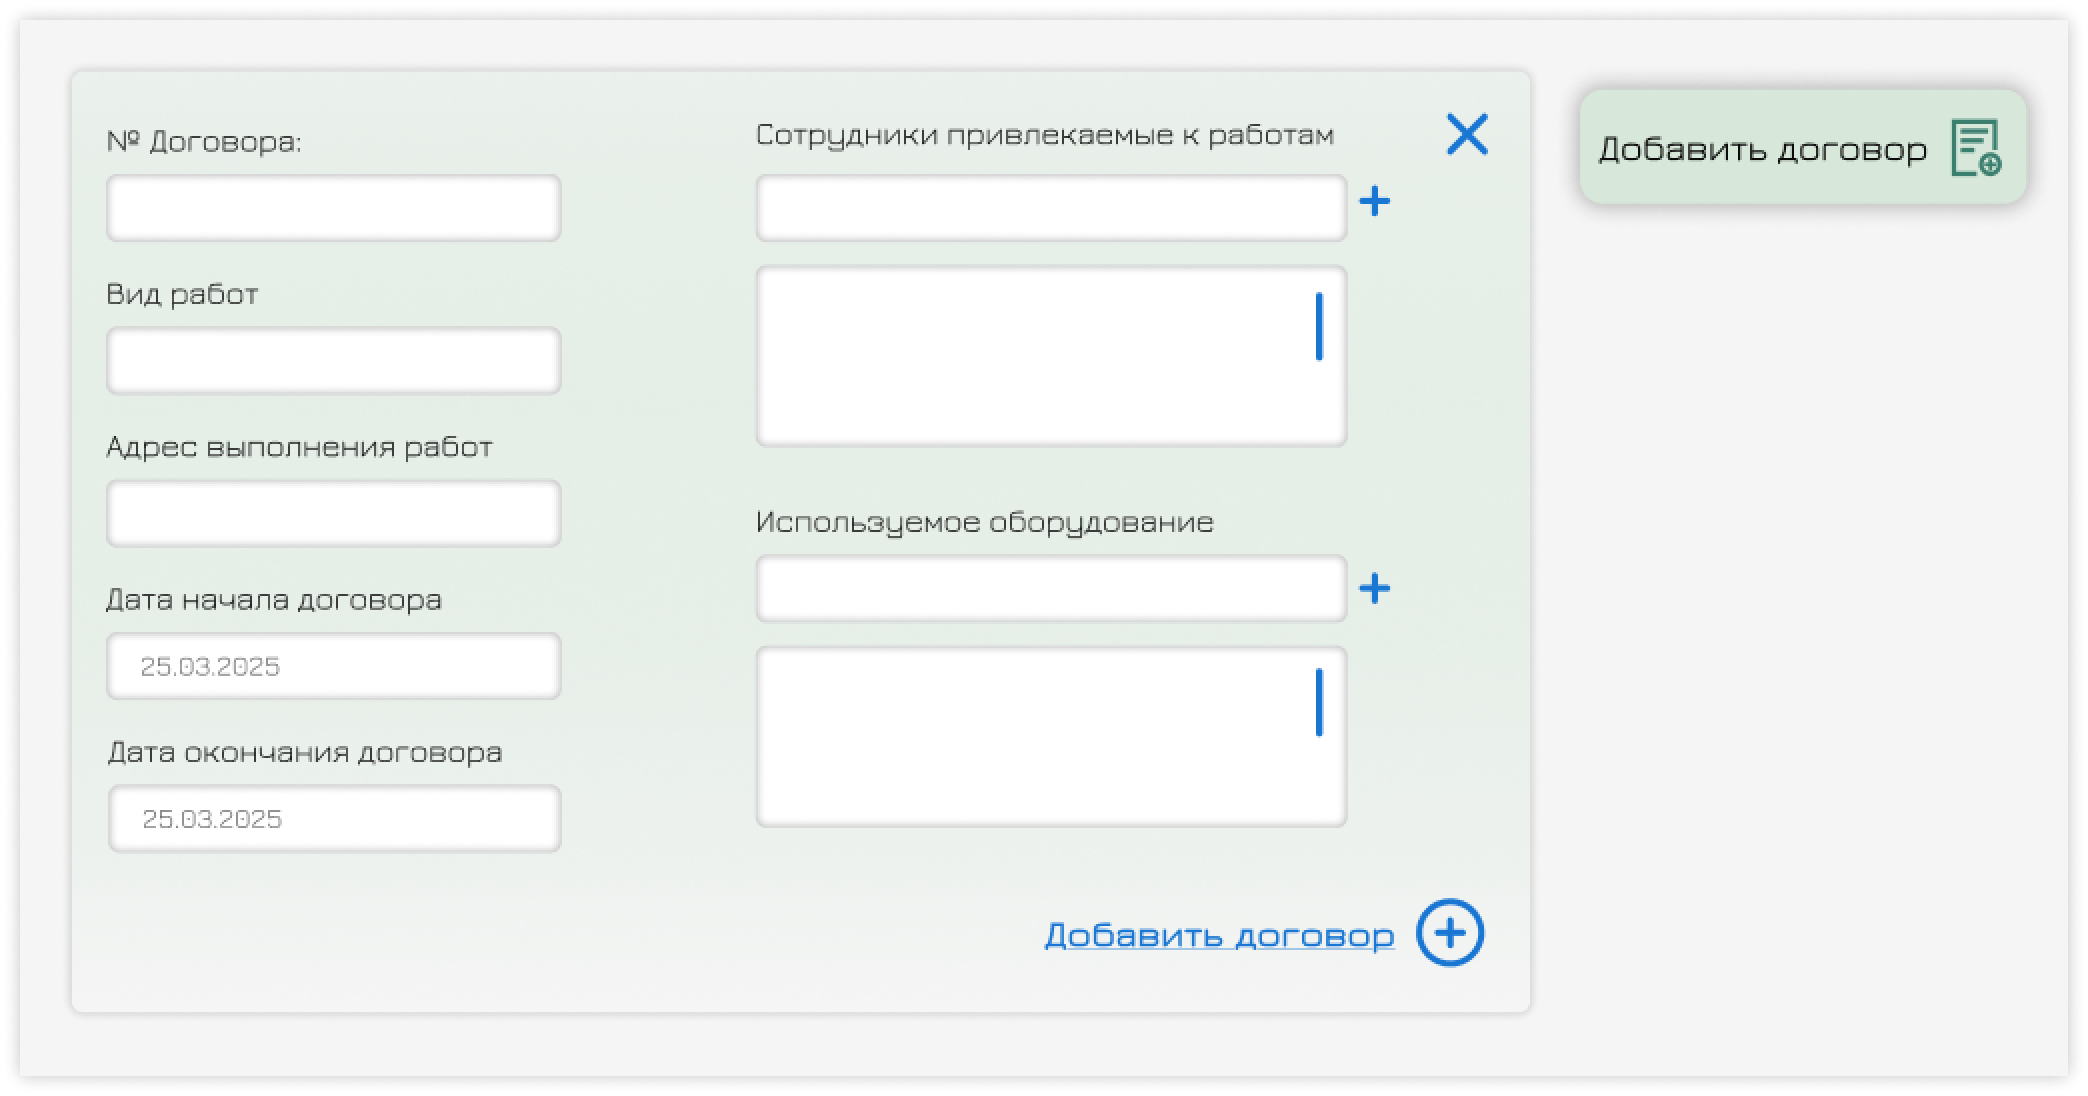 № Договора:
Вид работ
Адрес выполнения работ
Дата начала договора
25.03.2025
Дата окончания договора
25.03.2025
Сотрудники привлекаемые к работам
Используемое оборудование
Добавить договор
Добавить договор